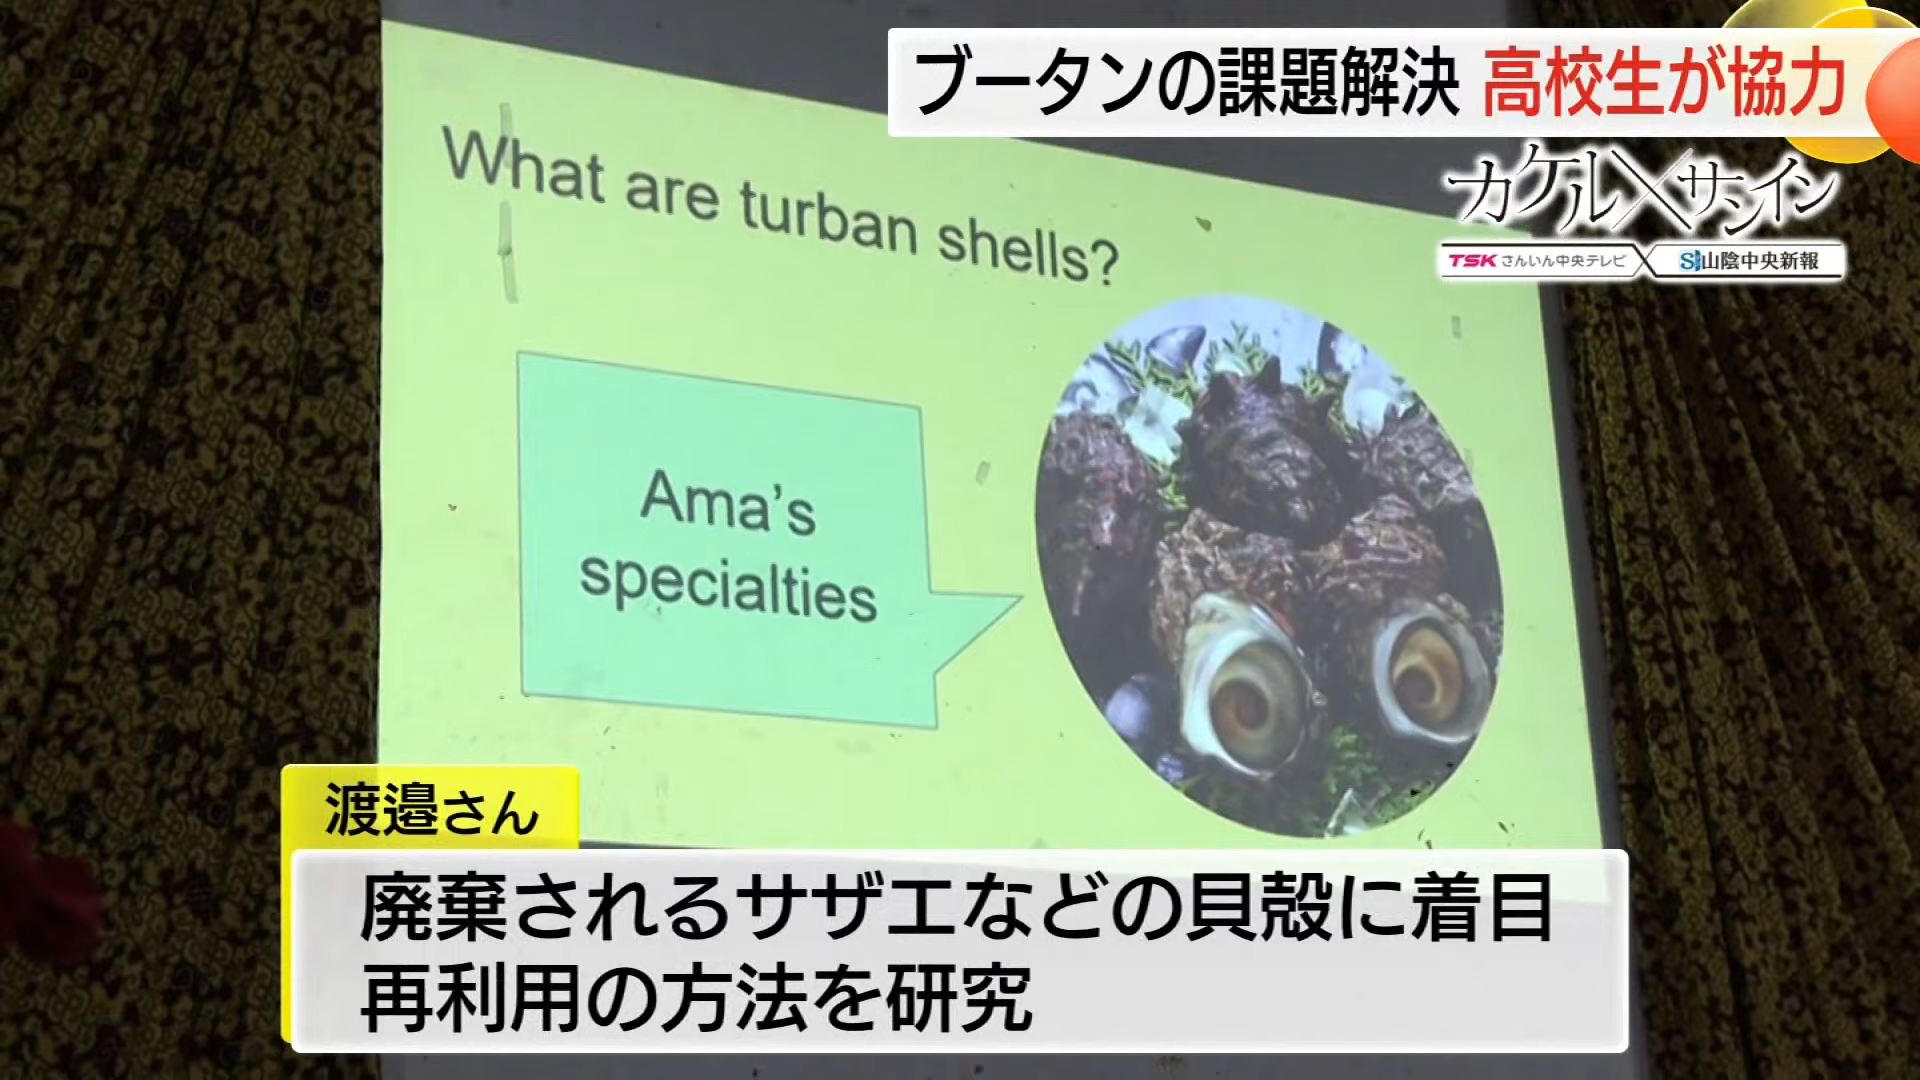 ブータンの課題解決 高校生が協力
カケル×サンイン
TSK さんいん中央テレビ
山陰中央新報
What are turban shells?
Ama's
specialties
渡邉さん
廃棄されるサザエなどの貝殻に着目
再利用の方法を研究